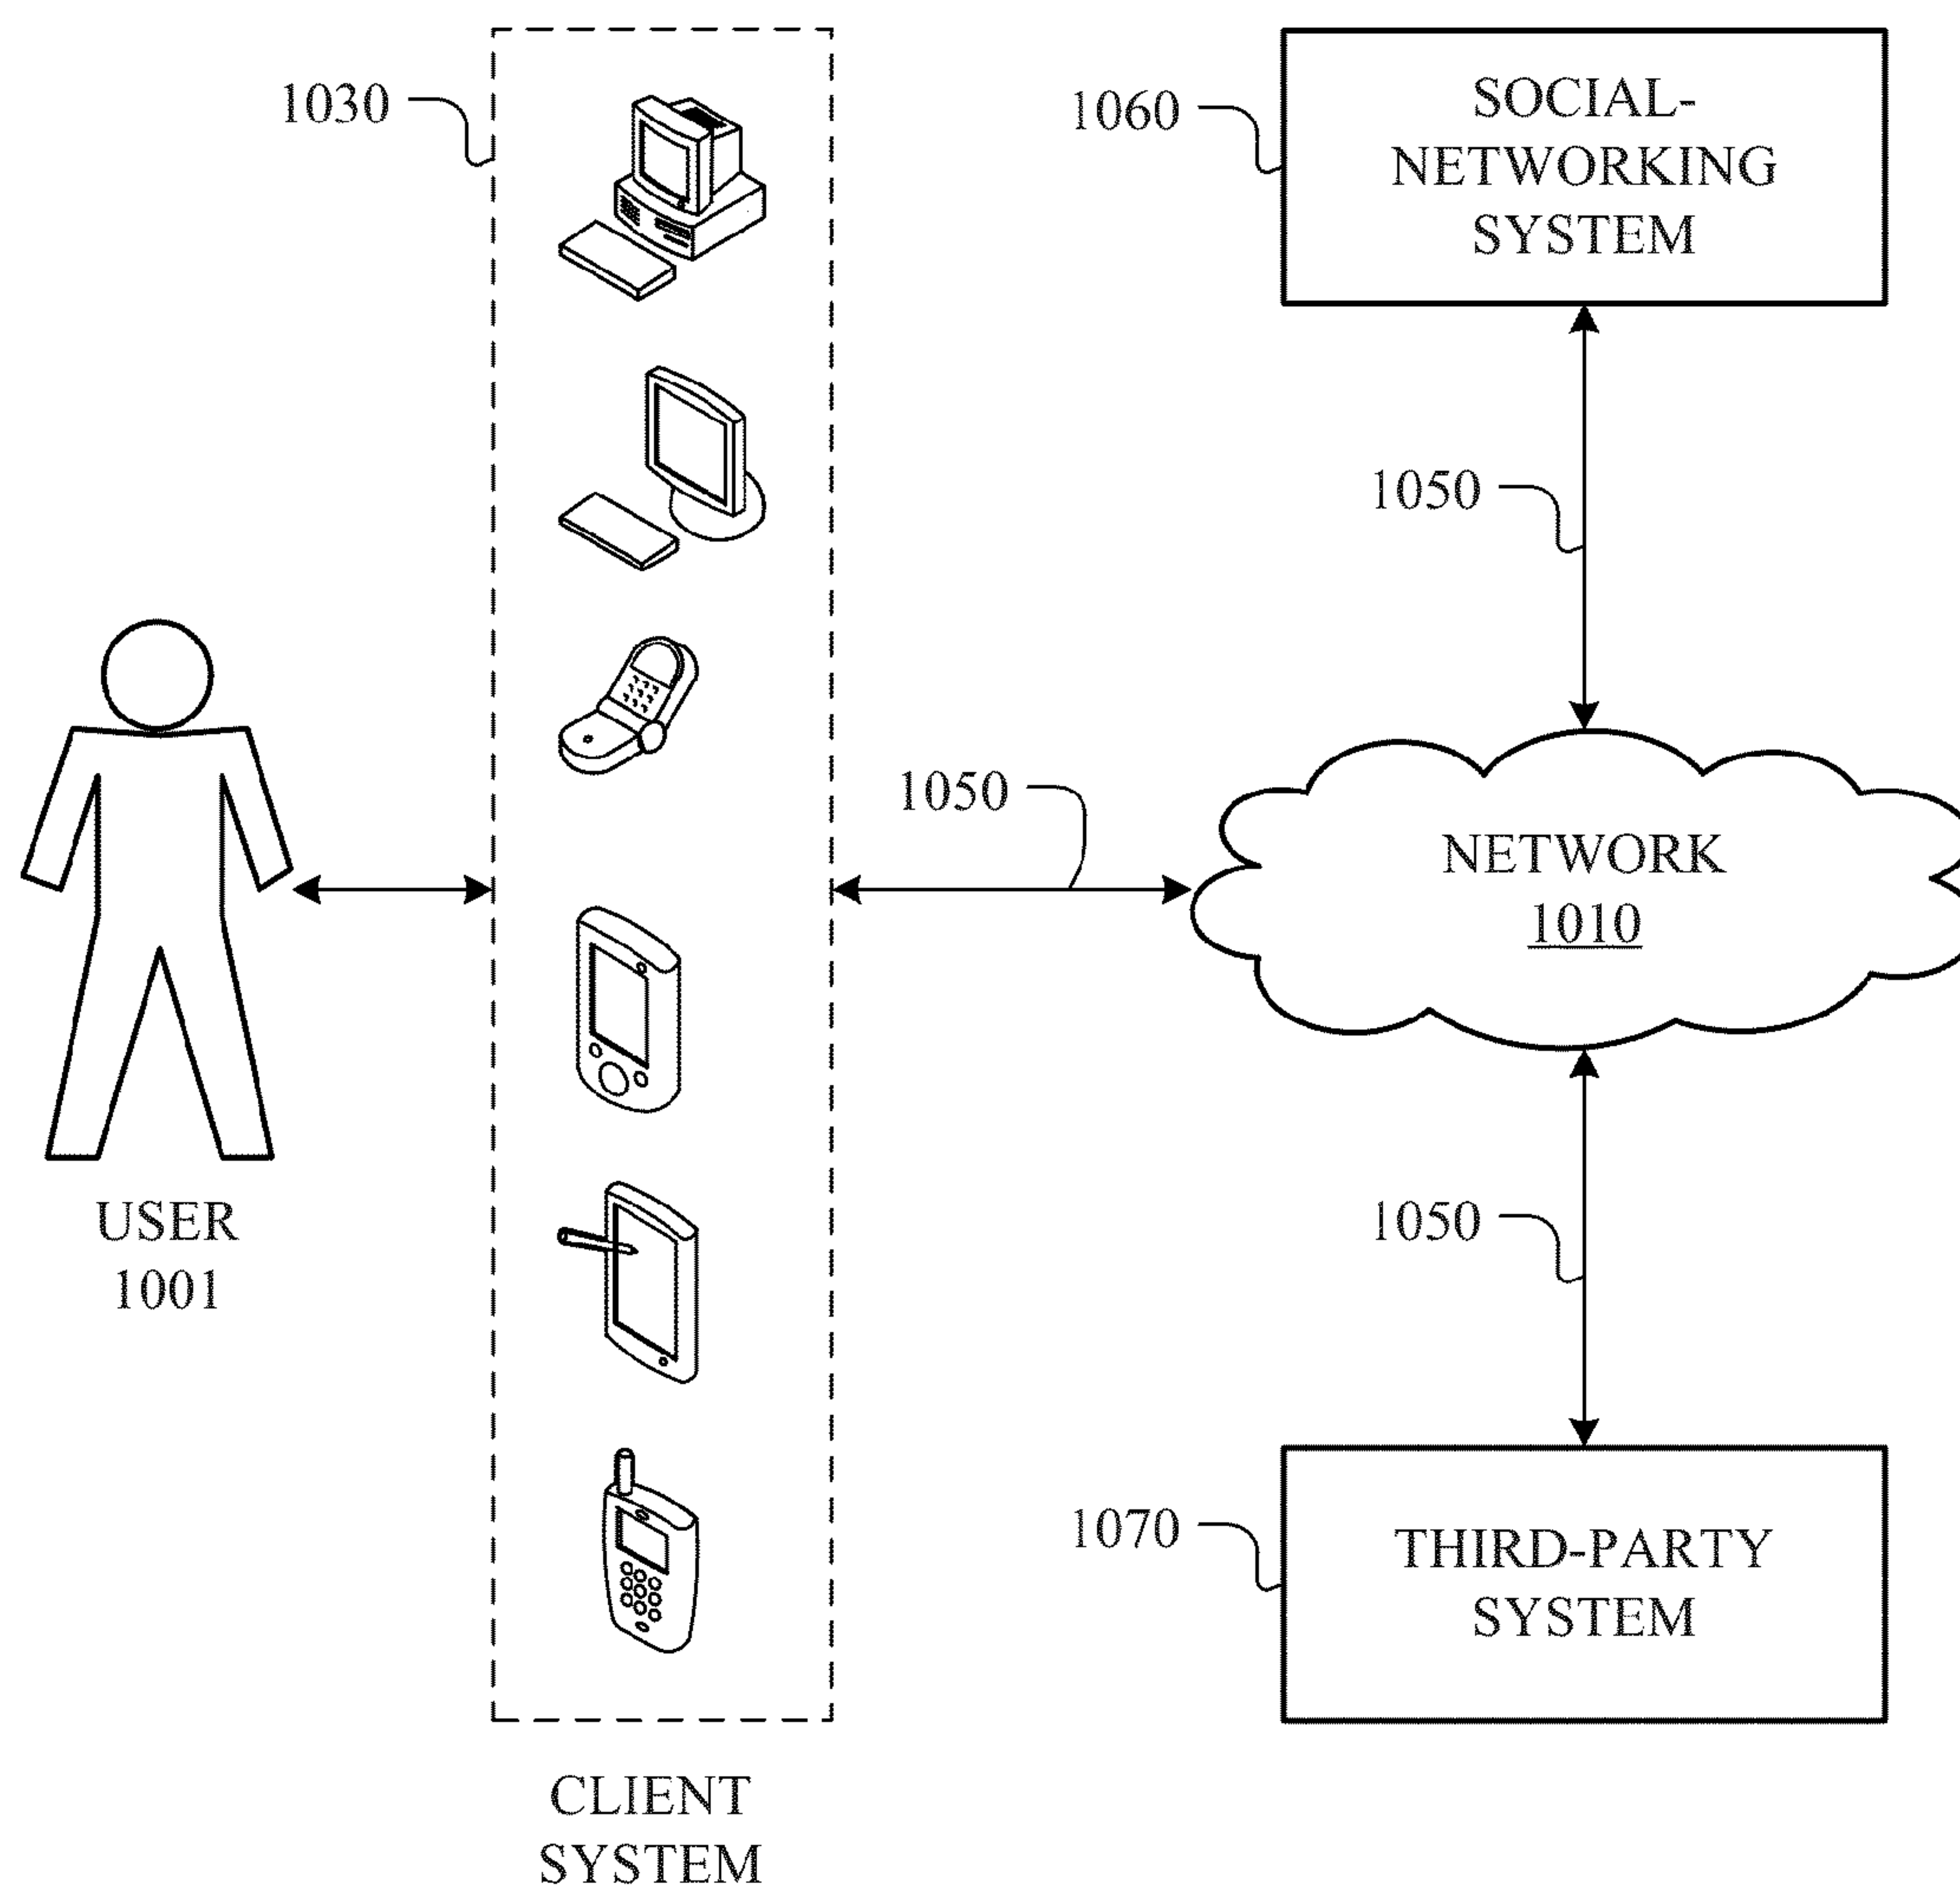 1030
1060
SOCIAL-
NETWORKING
SYSTEM
1050
1050
NETWORK
1010
USER
1001
1050
1070
THIRD-PARTY
SYSTEM
CLIENT
SYSTEM